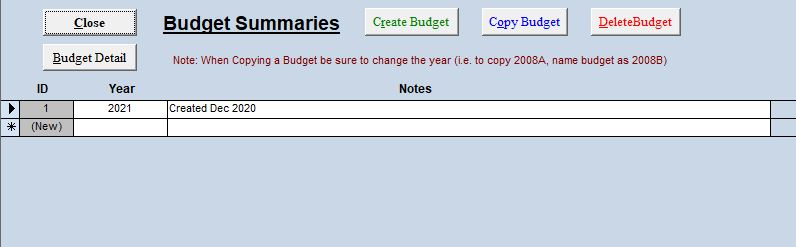 Close
Budget Summaries
Create Budget
Copy Budget
DeleteBudget
Budget Detail
Note: When Copying a Budget be sure to change the year (i.e. to copy 2008A, name budget as 2008B)
ID Year Notes
1 2021 Created Dec 2020
(New)